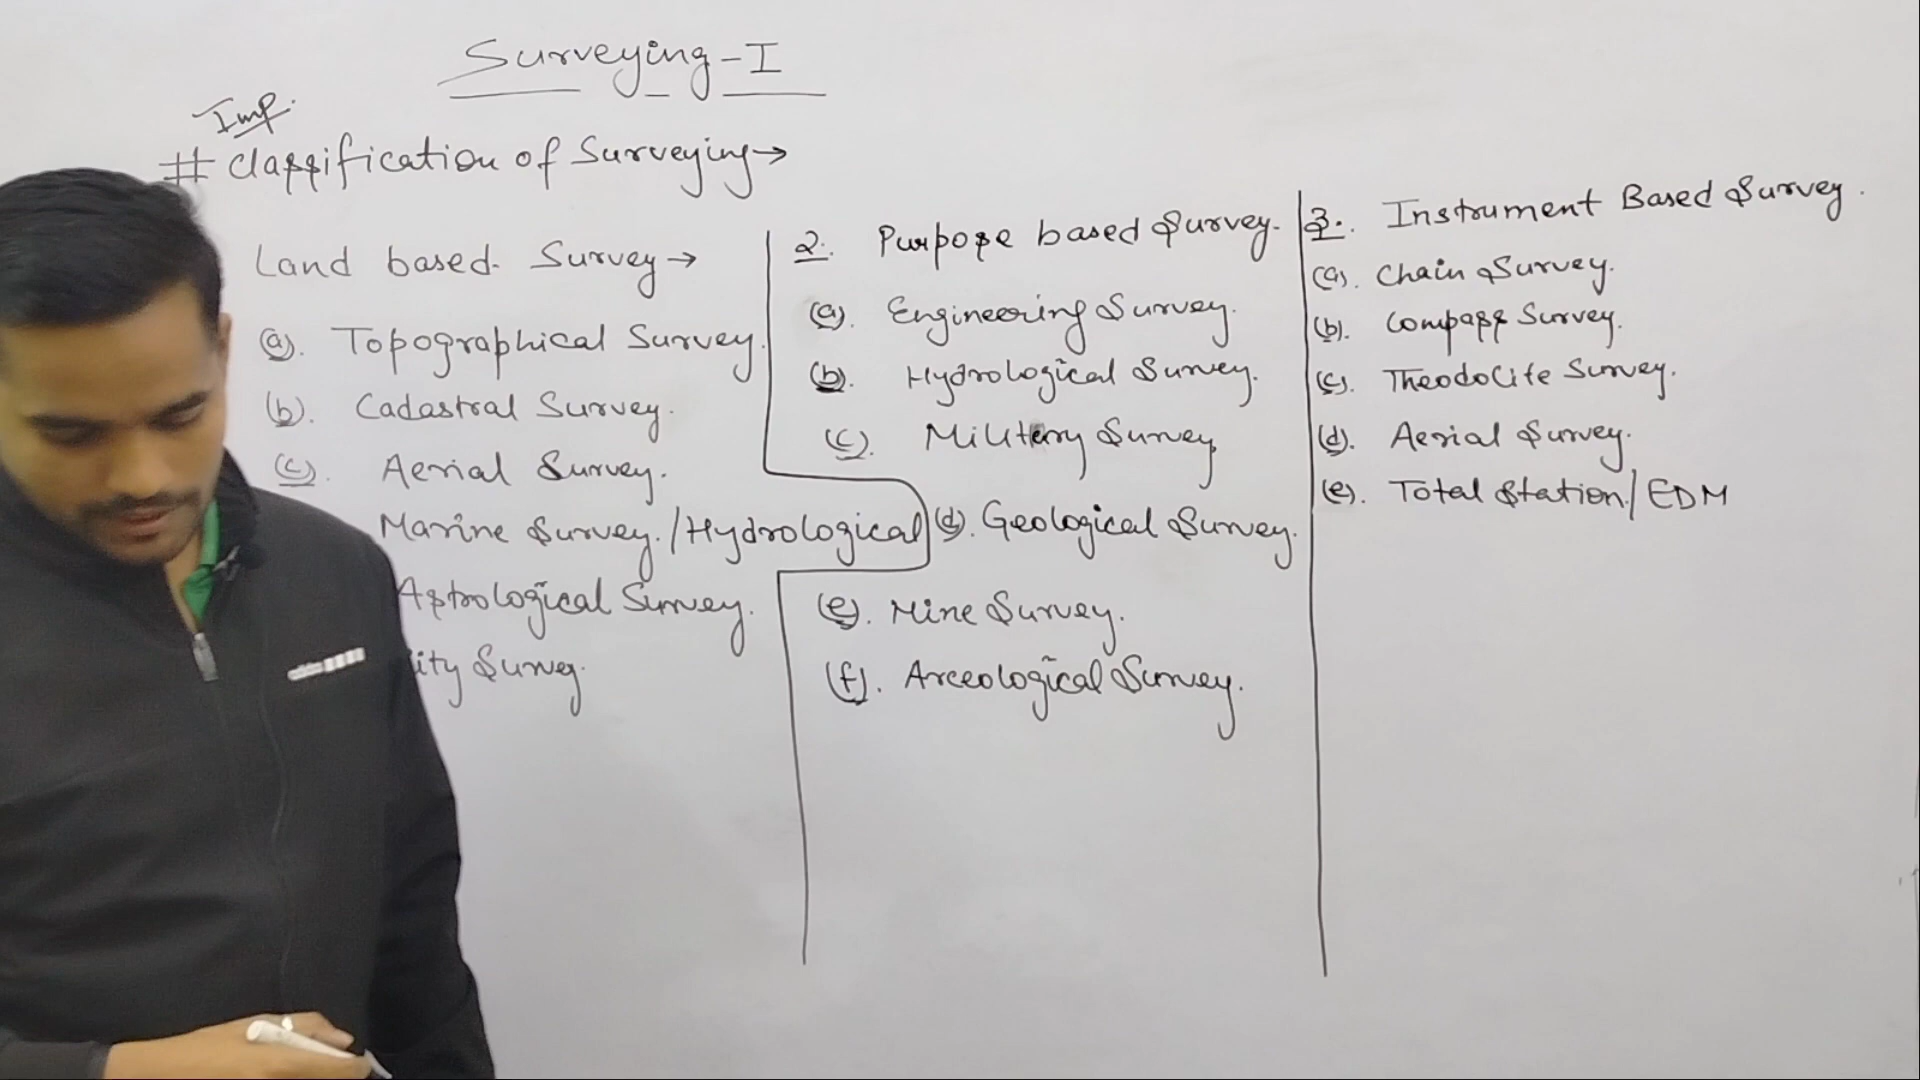 Surveying-I
Imp.
# Classification of Surveying→
Land based Survey→
(a). Topographical Survey.
(b). Cadastral Survey.
(c). Aerial Survey.
Marine Survey./Hydrological
Astrological Survey.
ity Survey.
2. Purpose based Survey.
(a). Engineering Survey.
(b). Hydrological Survey.
(c). Military Survey
(d). Geological Survey.
(e). Mine Survey.
(f). Arceological Survey.
3. Instrument Based Survey.
(a). Chain Survey.
(b). Compass Survey.
(c). Theodolite Survey.
(d). Aerial Survey.
(e). Total Station/EDM